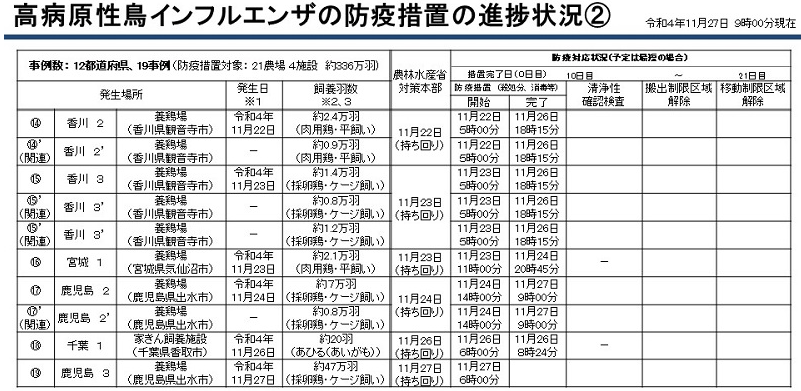 高病原性鳥インフルエンザの防疫措置の進捗状況② 令和4年11月27日 9時00分現在
事例数：12都道府県、19事例(防疫措置対象：21農場 4施設 約336万羽) 農林水産省対策本部 防疫対応状況(予定は最短の場合)
措置完了日(0日目) 10日目 ～ 21日目
発生場所 発生日※1 飼養羽数※2、3 防疫措置 (殺処分、消毒等) 清浄性確認検査 搬出制限区域解除 移動制限区域解除
開始 完了
⑭ 香川 2 養鶏場(香川県観音寺市) 令和4年11月22日 約2.4万羽(肉用鶏・平飼い) 11月22日(持ち回り) 11月22日5時00分 11月26日18時15分
⑭’(関連) 香川 2’ 養鶏場(香川県観音寺市) － 約0.9万羽(肉用鶏・平飼い) 11月22日5時00分 11月26日18時15分
⑮ 香川 3 養鶏場(香川県観音寺市) 令和4年11月23日 約1.4万羽(採卵鶏・ケージ飼い) 11月23日(持ち回り) 11月23日5時00分 11月26日18時15分
⑮’(関連) 香川 3’ 養鶏場(香川県観音寺市) － 約0.8万羽(採卵鶏・ケージ飼い) 11月23日5時00分 11月26日18時15分
⑮’(関連) 香川 3’ 養鶏場(香川県観音寺市) － 約1.2万羽(採卵鶏・ケージ飼い) 11月23日5時00分 11月26日18時15分
⑯ 宮城 1 養鶏場(宮城県気仙沼市) 令和4年11月23日 約2.1万羽(肉用鶏・平飼い) 11月23日(持ち回り) 11月23日11時00分 11月24日20時45分 －
⑰ 鹿児島 2 養鶏場(鹿児島県出水市) 令和4年11月24日 約7万羽(採卵鶏・ケージ飼い) 11月24日(持ち回り) 11月24日14時00分 11月27日9時00分
⑰’(関連) 鹿児島 2’ 養鶏場(鹿児島県出水市) － 約0.8万羽(採卵鶏・ケージ飼い) 11月24日14時00分 11月27日9時00分
⑱ 千葉 1 家きん飼養施設(千葉県香取市) 令和4年11月26日 約20羽(あひる(あいがも)) 11月26日(持ち回り) 11月26日6時00分 11月26日8時24分 －
⑲ 鹿児島 3 養鶏場(鹿児島県出水市) 令和4年11月27日 約47万羽(採卵鶏・ケージ飼い) 11月27日(持ち回り) 11月27日6時00分